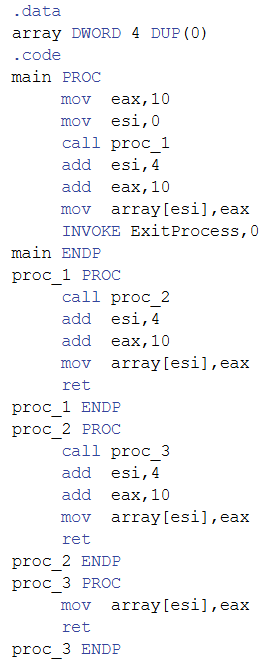 .data
array DWORD 4 DUP(0)
.code
main PROC
mov eax,10
mov esi,0
call proc_1
add esi,4
add eax,10
mov array[esi],eax
INVOKE ExitProcess,0
main ENDP
proc_1 PROC
call proc_2
add esi,4
add eax,10
mov array[esi],eax
ret
proc_1 ENDP
proc_2 PROC
call proc_3
add esi,4
add eax,10
mov array[esi],eax
ret
proc_2 ENDP
proc_3 PROC
mov array[esi],eax
ret
proc_3 ENDP